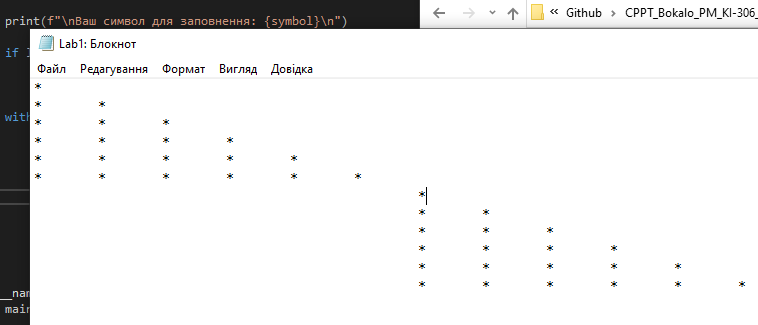 print(f"\nВаш символ для заповнення: {symbol}\n")
Github > CPPT_Bokalo_PM_KI-306_
if
Lab1: Блокнот
Файл Редагування Формат Вигляд Довідка
*
* *
* * *
* * * *
* * * * *
* * * * * *
*
* *
* * *
* * * *
* * * * *
* * * * * *
with
__nam
main